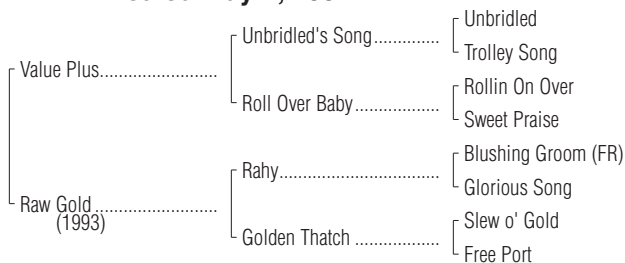 Unbridled
Unbridled's Song..............
Trolley Song
Value Plus.........................
Rollin On Over
Roll Over Baby ..................
Sweet Praise
Blushing Groom (FR)
Rahy..................................
Glorious Song
Raw Gold ..........................
(1993)
Slew o' Gold
Golden Thatch ..................
Free Port